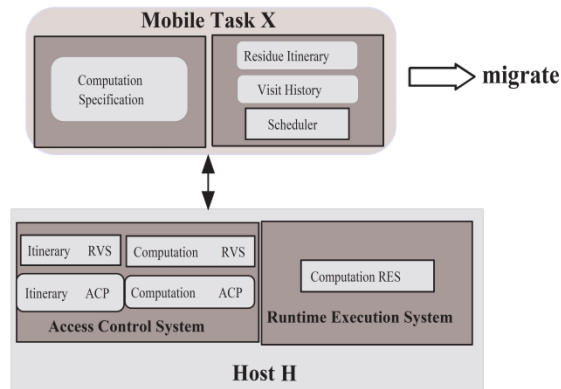 Mobile Task X
Computation
Specification
Residue Itinerary
Visit History
Scheduler
migrate
Itinerary RVS
Computation RVS
Itinerary ACP
Computation ACP
Access Control System
Computation RES
Runtime Execution System
Host H